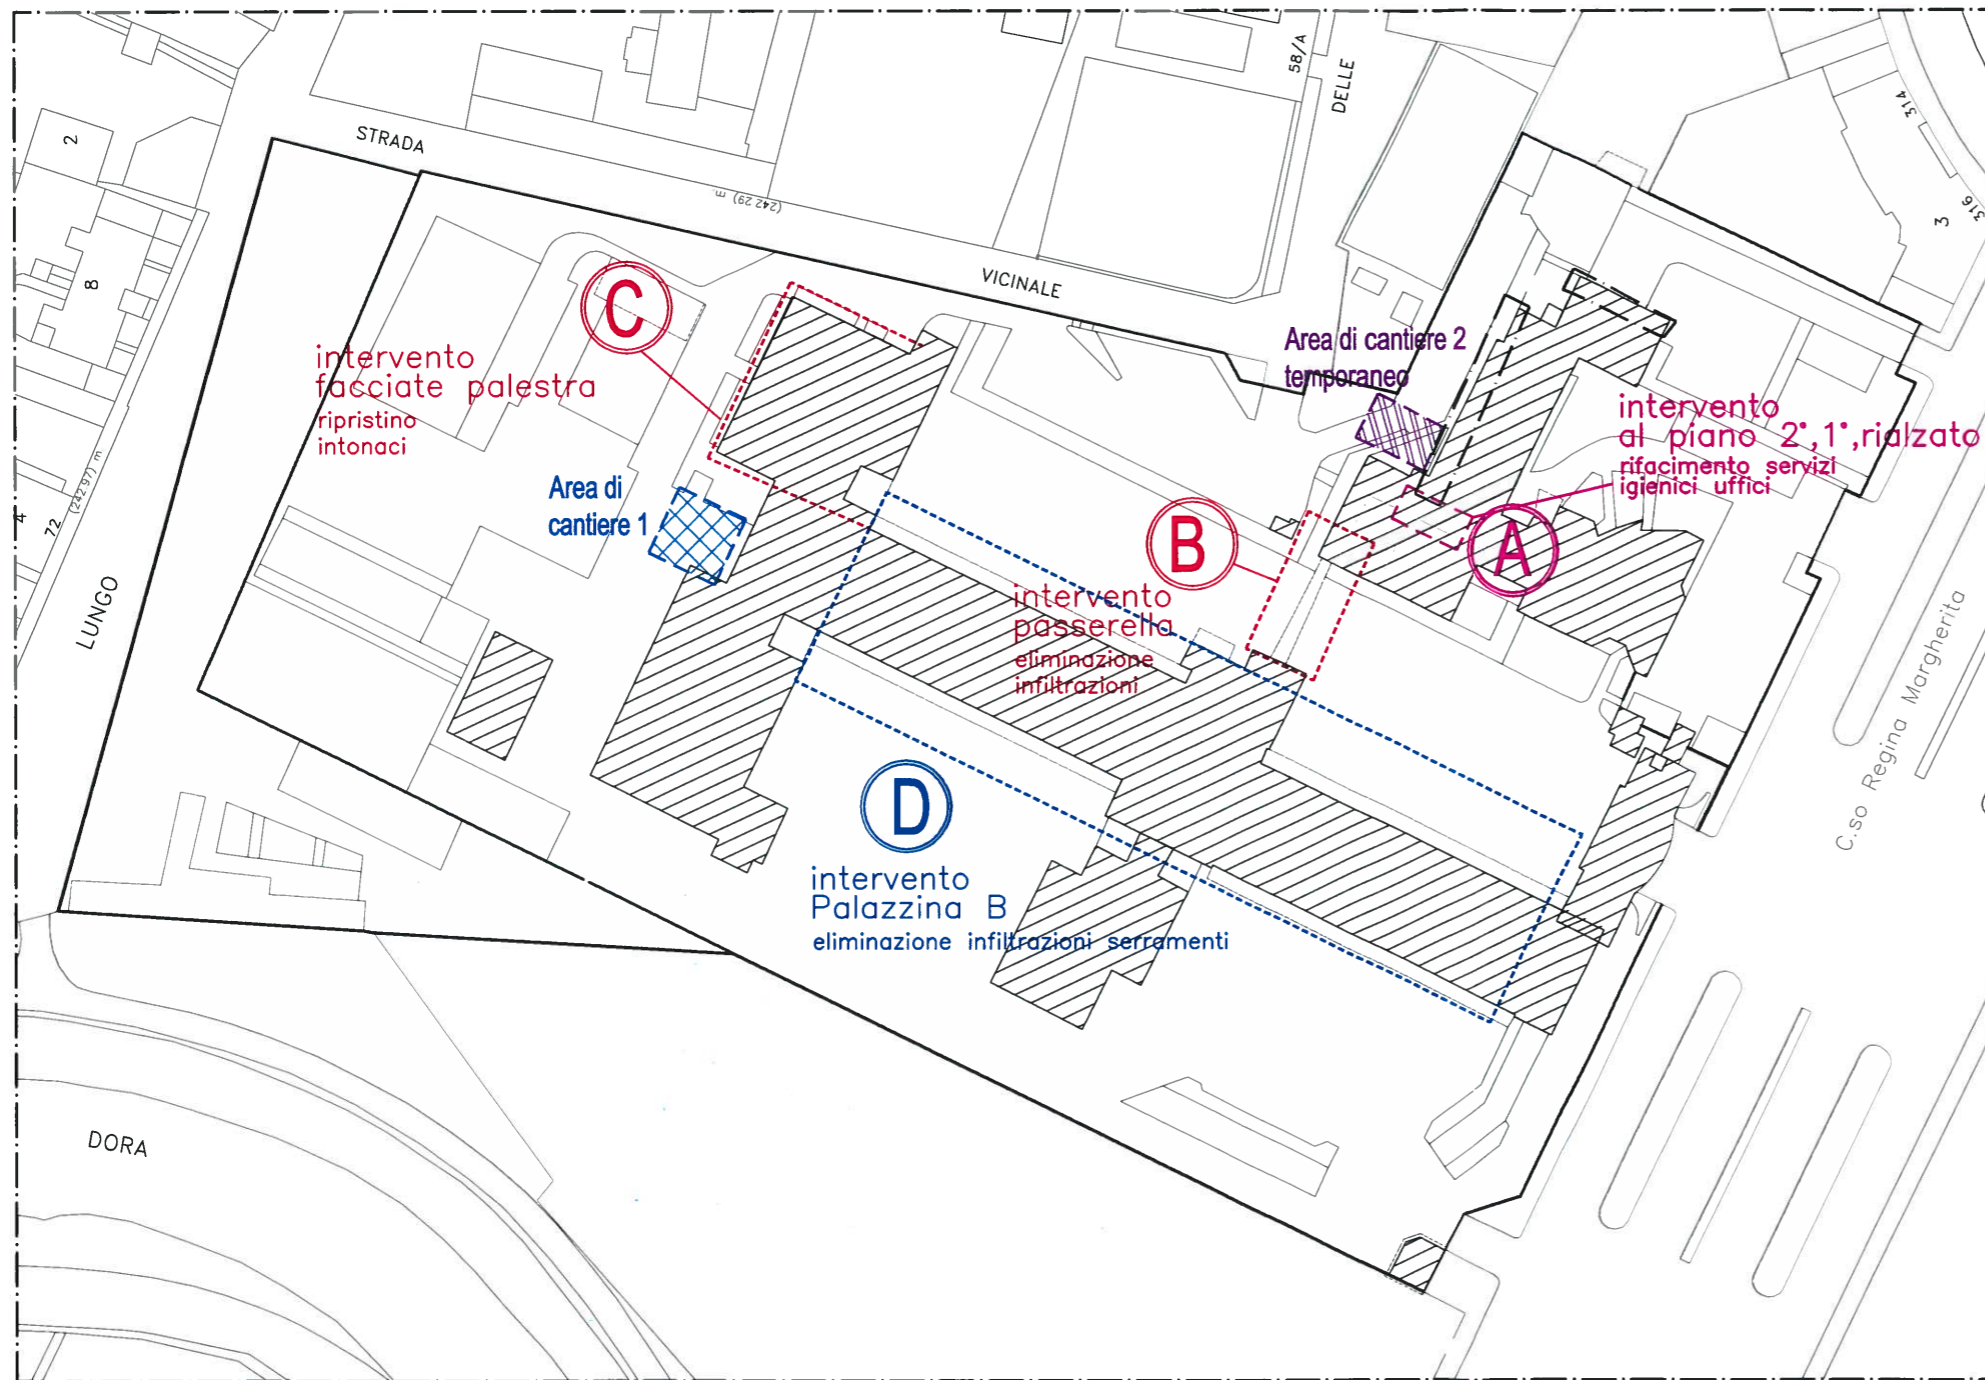 STRADA
(242 29) m
VICINALE
58/A
DELLE
314
316
3
2
8
4
72
(242 97) m
LUNGO
DORA
C.so Regina Margherita
C
intervento
facciate palestra
ripristino
intonaci
Area di
cantiere 1
Area di cantiere 2
temporaneo
intervento
al piano 2°,1°,rialzato
rifacimento servizi
igienici uffici
A
B
intervento
passerella
eliminazione
infiltrazioni
D
intervento
Palazzina B
eliminazione infiltrazioni serramenti